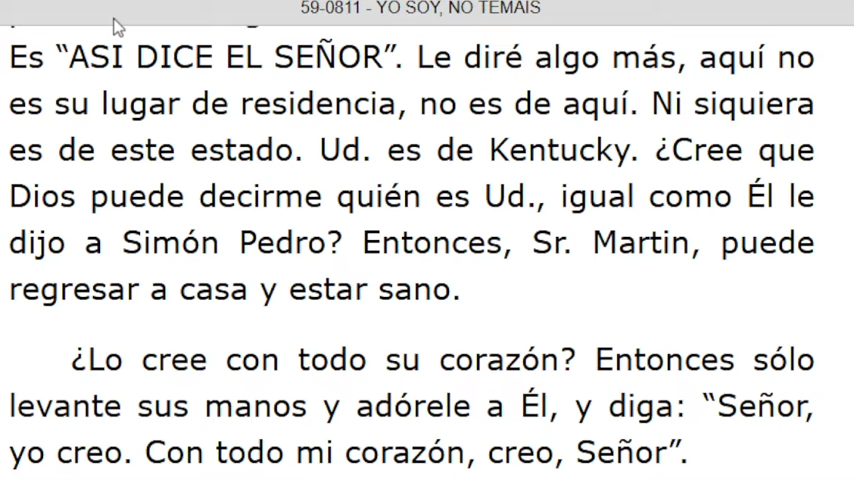 59-0811 - YO SOY, NO TEMAIS
Es “ASI DICE EL SEÑOR”. Le diré algo más, aquí no
es su lugar de residencia, no es de aquí. Ni siquiera
es de este estado. Ud. es de Kentucky. ¿Cree que
Dios puede decirme quién es Ud., igual como Él le
dijo a Simón Pedro? Entonces, Sr. Martin, puede
regresar a casa y estar sano.
¿Lo cree con todo su corazón? Entonces sólo
levante sus manos y adórele a Él, y diga: “Señor,
yo creo. Con todo mi corazón, creo, Señor”.